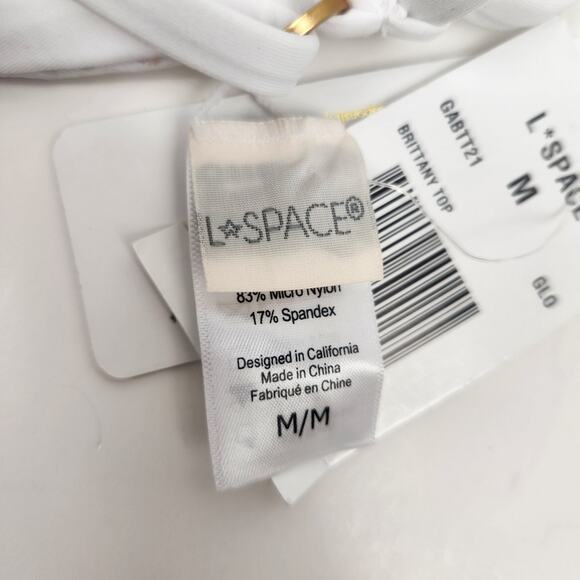 L*SPACE®
83% Micro Nylon
17% Spandex
Designed in California
Made in China
Fabriqué en Chine
M/M
GABTT21
BRITTANY TOP
L*SPACE
M
GLO